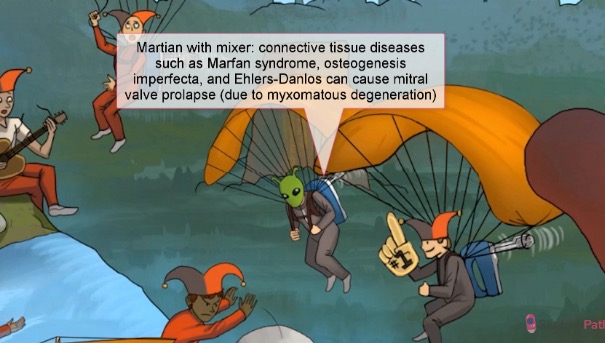 Martian with mixer: connective tissue diseases
such as Marfan syndrome, osteogenesis
imperfecta, and Ehlers-Danlos can cause mitral
valve prolapse (due to myxomatous degeneration)
#1